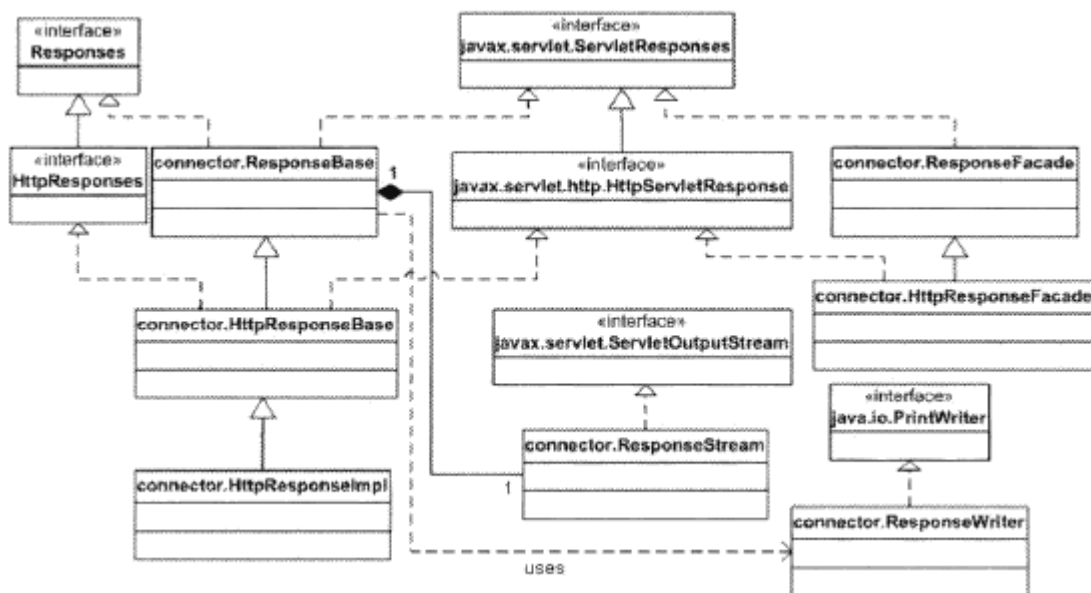 «interface»
Responses
«interface»
javax.servlet.ServletResponses
«interface»
HttpResponses
connector.ResponseBase
1
«interface»
javax.servlet.http.HttpServletResponse
connector.ResponseFacade
connector.HttpResponseBase
connector.HttpResponseFacade
«interface»
javax.servlet.ServletOutputStream
«interface»
java.io.PrintWriter
connector.ResponseStream
connector.HttpResponseImpl
1
connector.ResponseWriter
uses